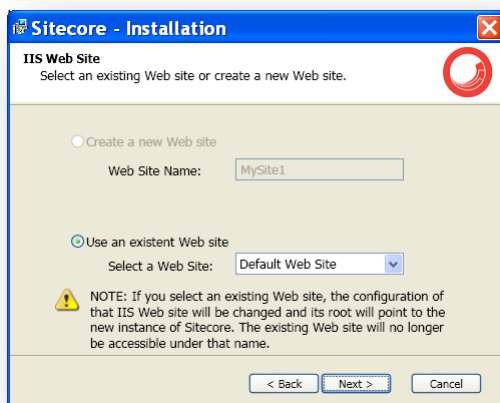 Sitecore - Installation
IIS Web Site
Select an existing Web site or create a new Web site.
Create a new Web site
Web Site Name: MySite1
Use an existent Web site
Select a Web Site: Default Web Site
NOTE: If you select an existing Web site, the configuration of
that IIS Web site will be changed and its root will point to the
new instance of Sitecore. The existing Web site will no longer
be accessible under that name.
< Back Next > Cancel